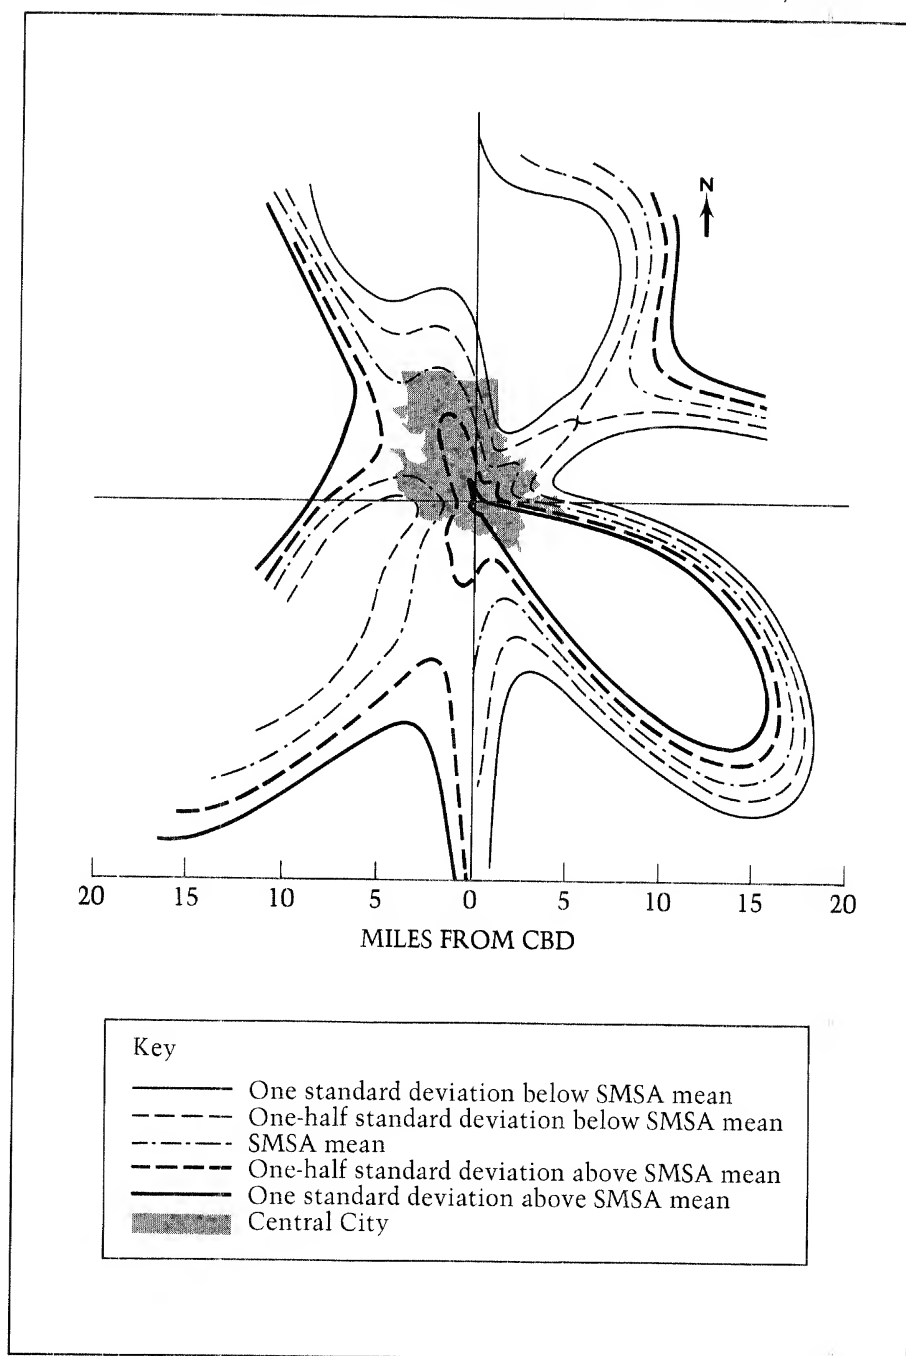 N
20 15 10 5 0 5 10 15 20
MILES FROM CBD
Key
One standard deviation below SMSA mean
One-half standard deviation below SMSA mean
SMSA mean
One-half standard deviation above SMSA mean
One standard deviation above SMSA mean
Central City